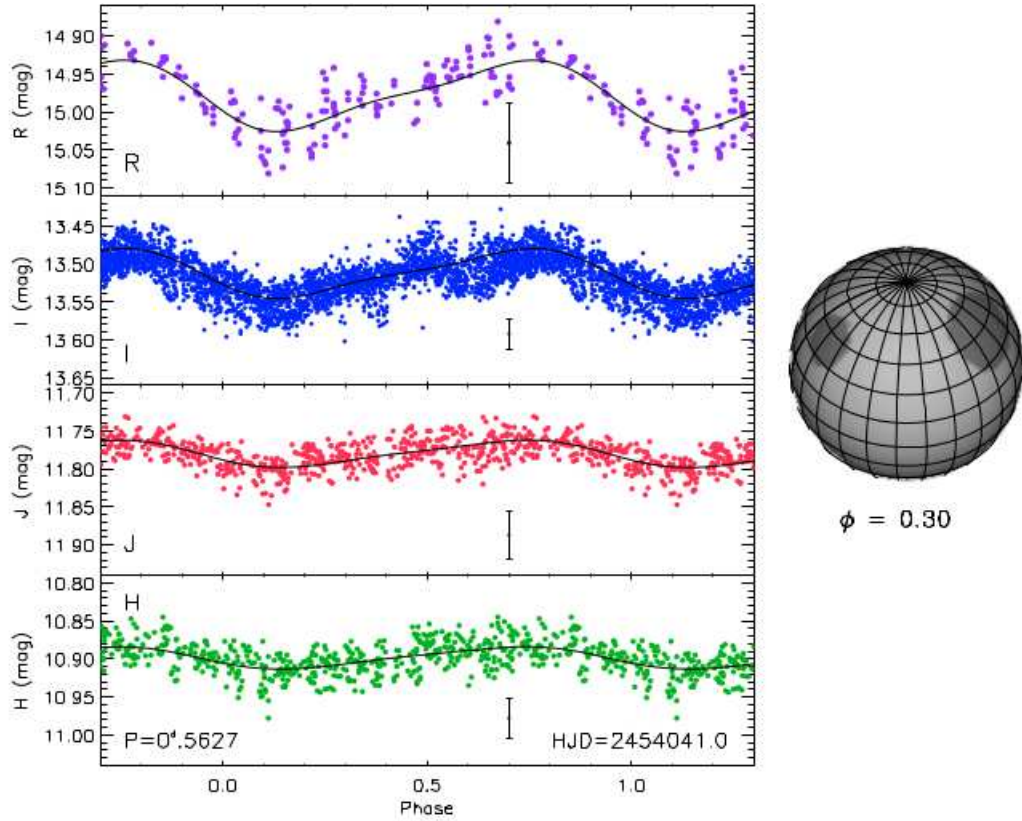 14.90
14.95
15.00
15.05
15.10
R (mag)
R
13.45
13.50
13.55
13.60
13.65
I (mag)
I
11.70
11.75
11.80
11.85
11.90
J (mag)
J
10.80
10.85
10.90
10.95
11.00
H (mag)
H
P=0ᵈ.5627
HJD=2454041.0
0.0
0.5
1.0
Phase
ϕ = 0.30